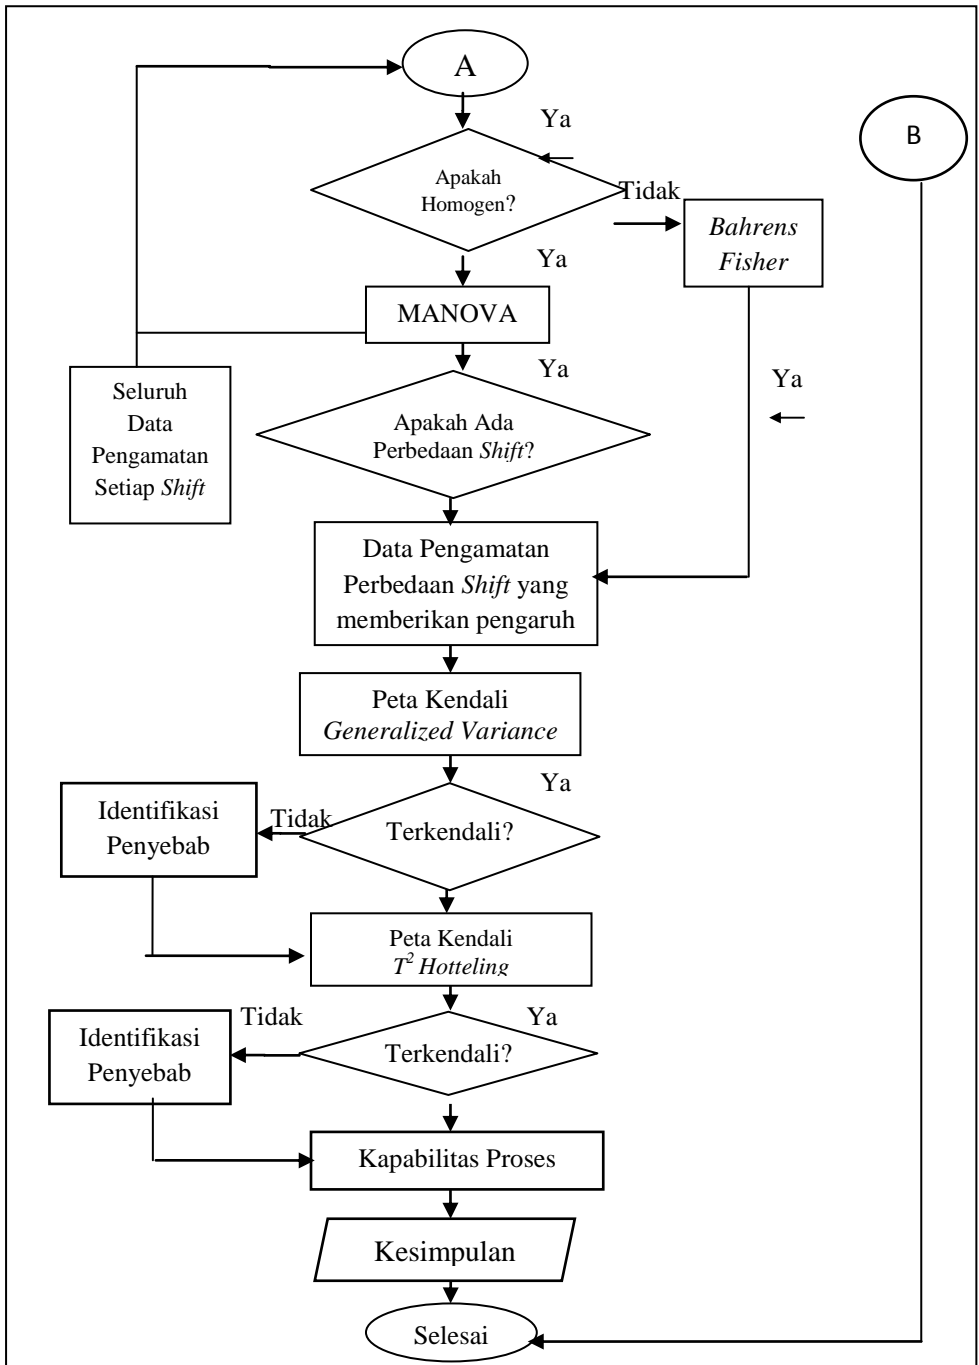 A
Ya
B
Apakah
Homogen?
Tidak
Bahrens
Fisher
Ya
MANOVA
Ya
Ya
Seluruh
Data
Pengamatan
Setiap Shift
Apakah Ada
Perbedaan Shift?
Data Pengamatan
Perbedaan Shift yang
memberikan pengaruh
Peta Kendali
Generalized Variance
Ya
Identifikasi
Penyebab
Tidak
Terkendali?
Peta Kendali
T² Hotteling
Tidak
Ya
Identifikasi
Penyebab
Terkendali?
Kapabilitas Proses
Kesimpulan
Selesai